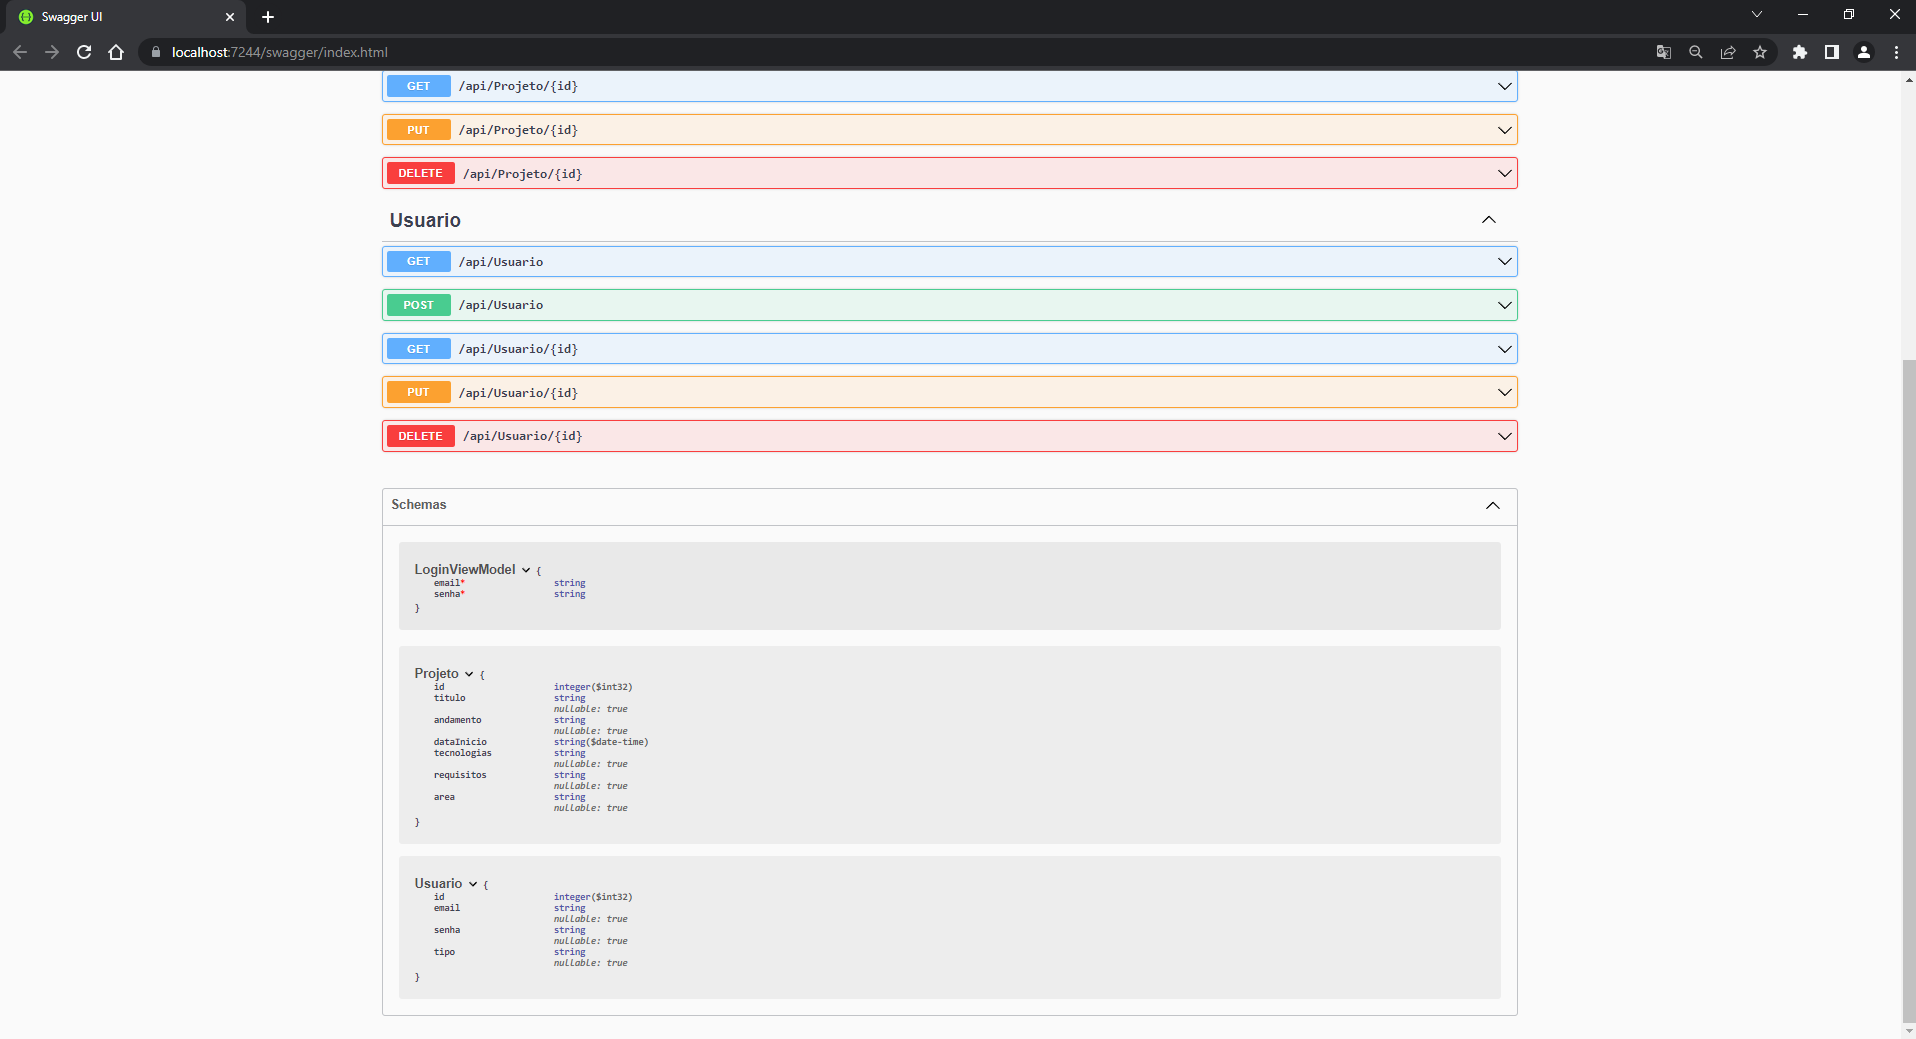 Swagger UI
localhost:7244/swagger/index.html
GET /api/Projeto/{id}
PUT /api/Projeto/{id}
DELETE /api/Projeto/{id}
Usuario
GET /api/Usuario
POST /api/Usuario
GET /api/Usuario/{id}
PUT /api/Usuario/{id}
DELETE /api/Usuario/{id}
Schemas
LoginViewModel {
email* string
senha* string
}
Projeto {
id integer($int32)
titulo string
nullable: true
andamento string
nullable: true
dataInicio string($date-time)
tecnologias string
nullable: true
requisitos string
nullable: true
area string
nullable: true
}
Usuario {
id integer($int32)
email string
nullable: true
senha string
nullable: true
tipo string
nullable: true
}